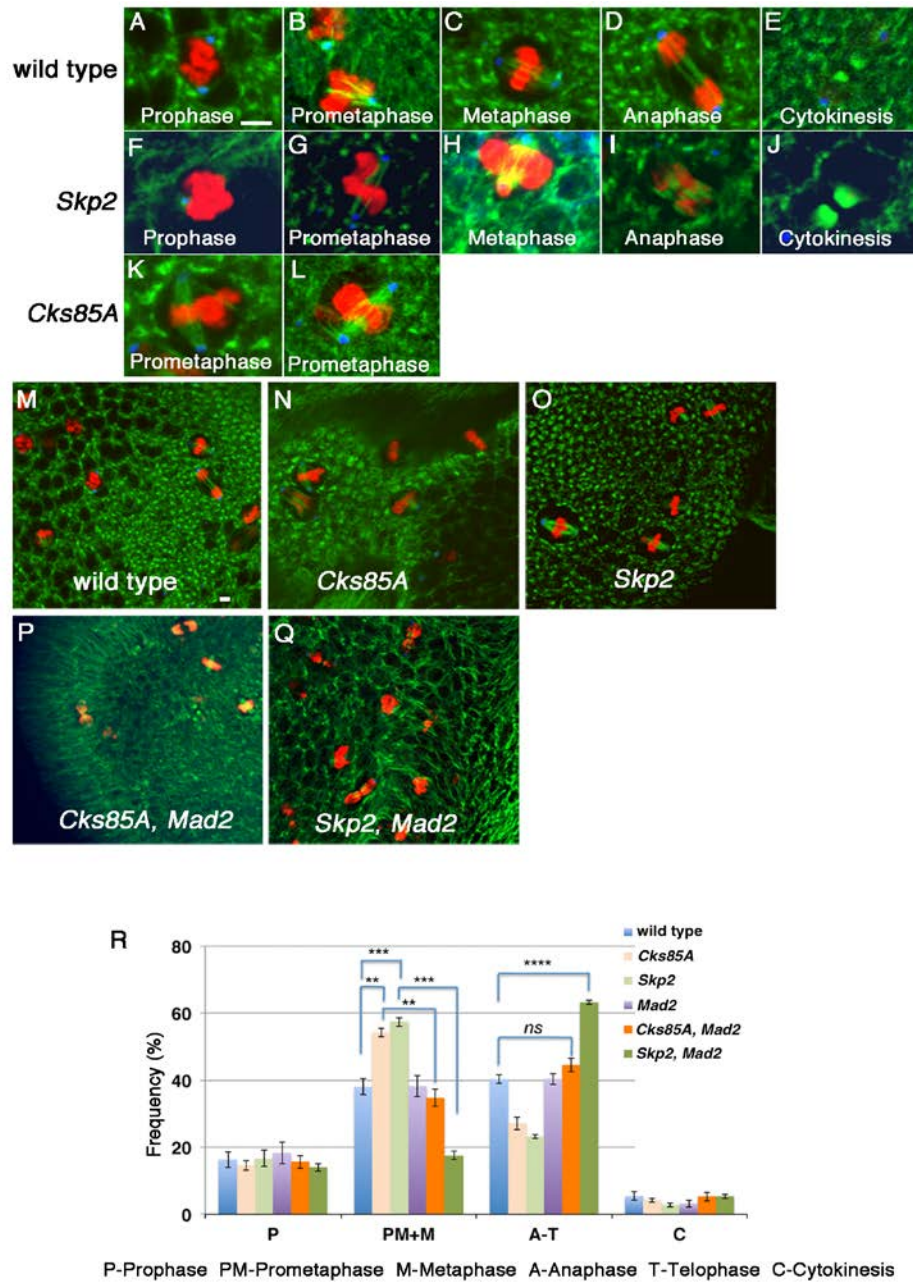 A B C D E
wild type
Prophase Prometaphase Metaphase Anaphase Cytokinesis
F G H I J
Skp2
Prophase Prometaphase Metaphase Anaphase Cytokinesis
K L
Cks85A
Prometaphase Prometaphase
M N O
wild type Cks85A Skp2
P Q
Cks85A, Mad2 Skp2, Mad2
R
Frequency (%)
80
60
40
20
0
*** ** *** **
**** ns
wild type
Cks85A
Skp2
Mad2
Cks85A, Mad2
Skp2, Mad2
P PM+M A-T C
P-Prophase PM-Prometaphase M-Metaphase A-Anaphase T-Telophase C-Cytokinesis